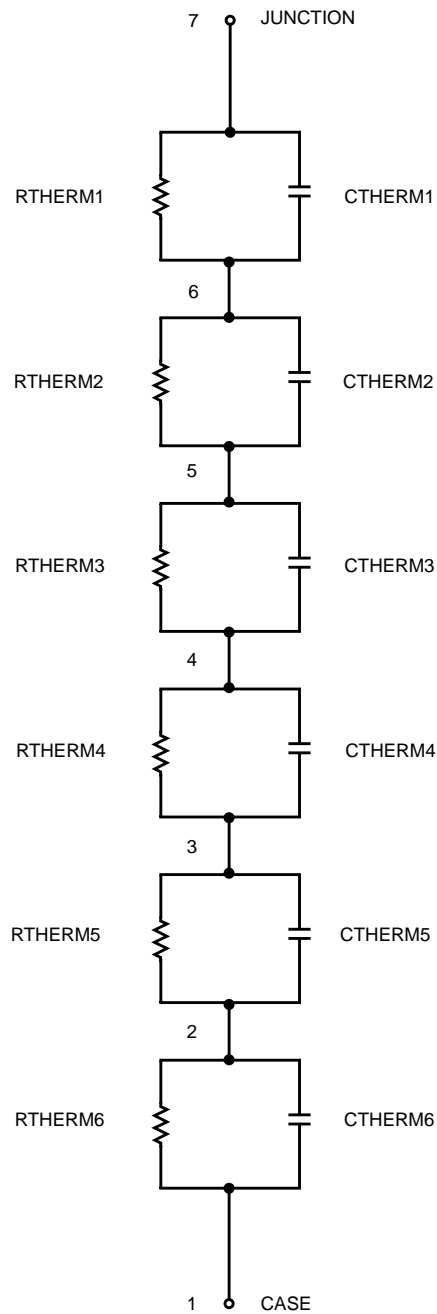 7 JUNCTION
RTHERM1 CTHERM1
6
RTHERM2 CTHERM2
5
RTHERM3 CTHERM3
4
RTHERM4 CTHERM4
3
RTHERM5 CTHERM5
2
RTHERM6 CTHERM6
1 CASE